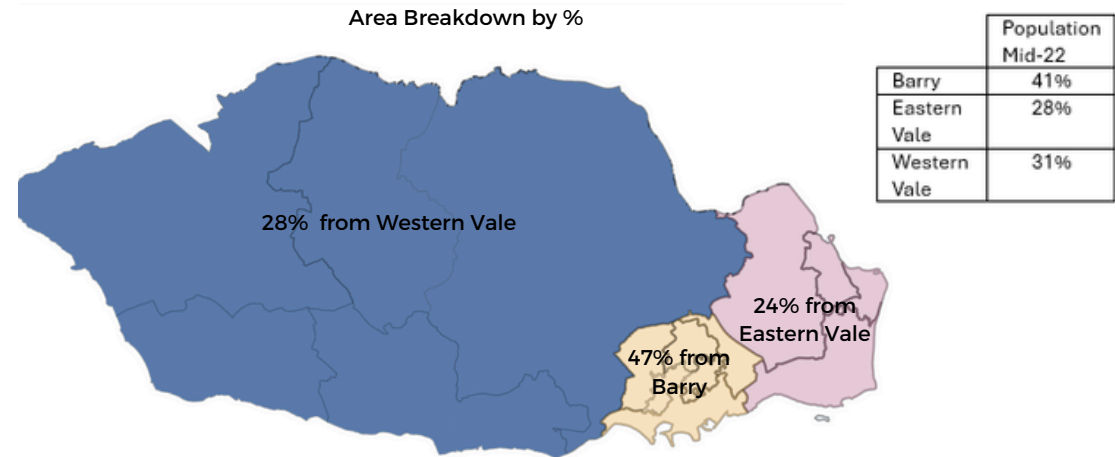 Area Breakdown by %
28%  from Western Vale
24% from
Eastern Vale
47% from
Barry
Population
Mid-22
Barry 41%
Eastern 28%
Vale
Western 31%
Vale